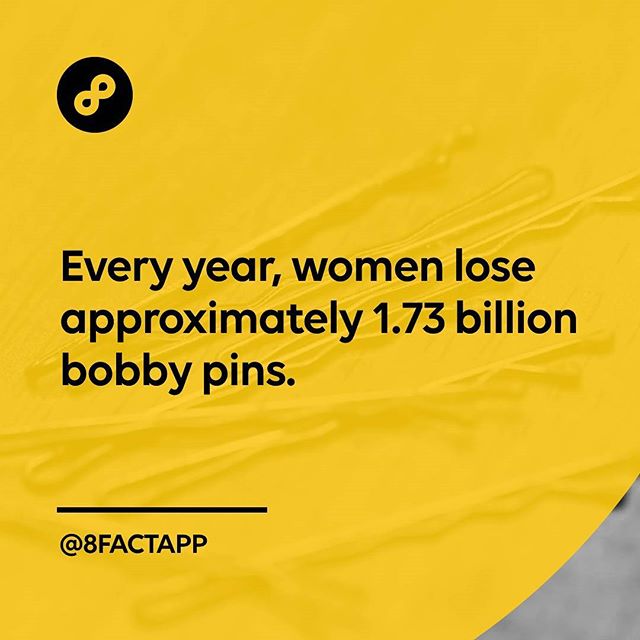 Every year, women lose
approximately 1.73 billion
bobby pins.
@8FACTAPP